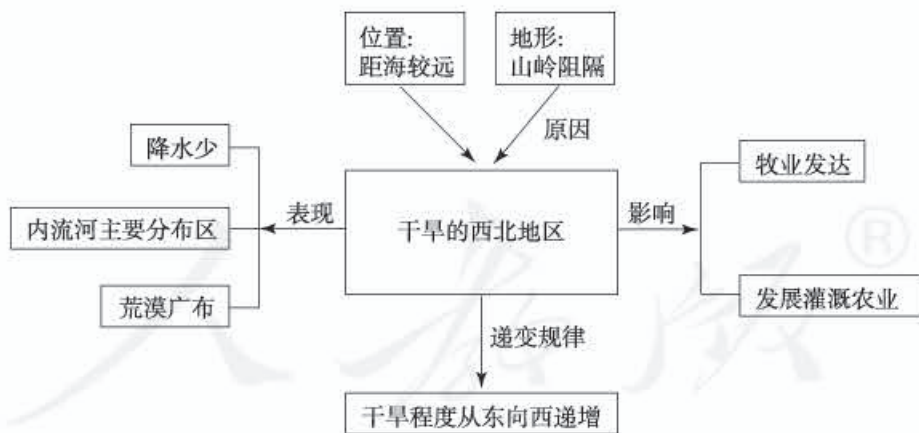 位置:
距海较远
地形:
山岭阻隔
原因
降水少
内流河主要分布区
荒漠广布
表现
干旱的西北地区
影响
牧业发达
发展灌溉农业
递变规律
干旱程度从东向西递增
人教版
®